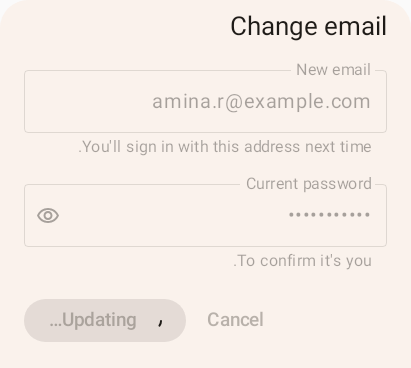 Change email
New email
amina.r@example.com
.You'll sign in with this address next time
Current password
•••••••••••
.To confirm it's you
...Updating
Cancel